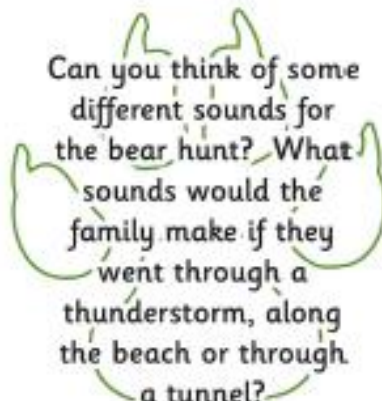 Can you think of some
different sounds for
the bear hunt? What
sounds would the
family make if they
went through a
thunderstorm, along
the beach or through
a tunnel?